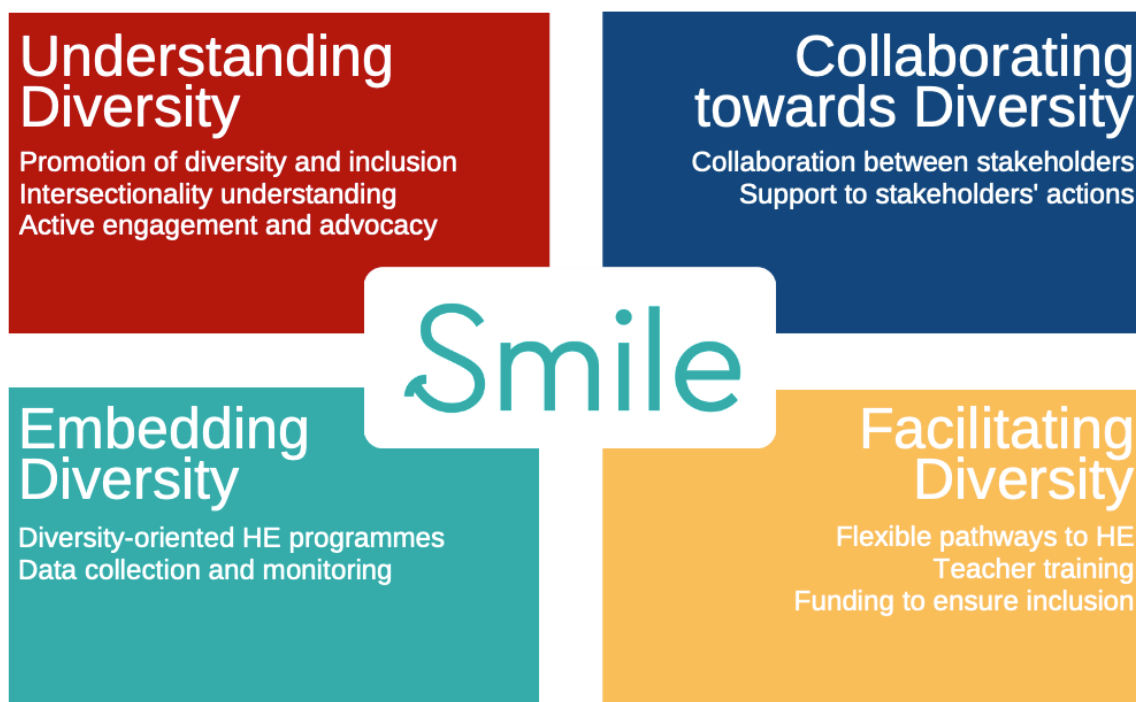 Understanding
Diversity
Promotion of diversity and inclusion
Intersectionality understanding
Active engagement and advocacy
Collaborating
towards Diversity
Collaboration between stakeholders
Support to stakeholders' actions
Smile
Embedding
Diversity
Diversity-oriented HE programmes
Data collection and monitoring
Facilitating
Diversity
Flexible pathways to HE
Teacher training
Funding to ensure inclusion